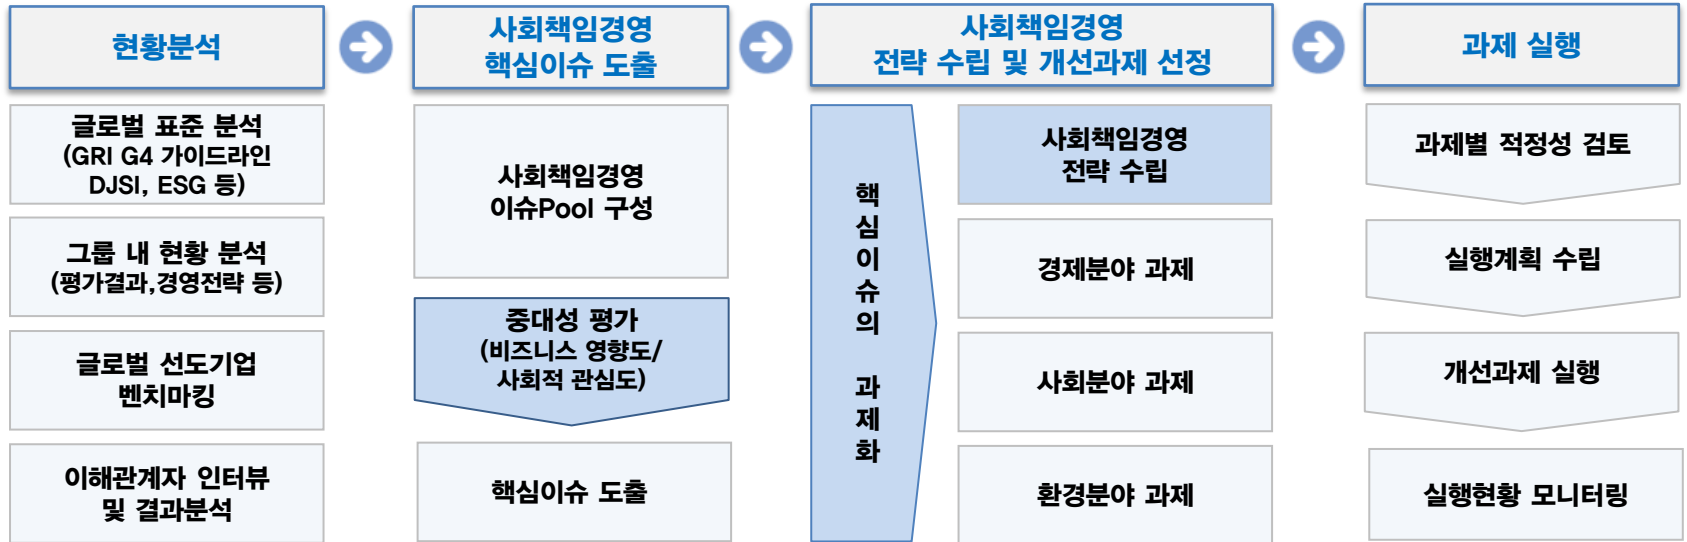 현황분석
사회책임경영
핵심이슈 도출
사회책임경영
전략 수립 및 개선과제 선정
과제 실행
글로벌 표준 분석
(GRI G4 가이드라인
DJSI, ESG 등)
그룹 내 현황 분석
(평가결과,경영전략 등)
글로벌 선도기업
벤치마킹
이해관계자 인터뷰
및 결과분석
사회책임경영
이슈Pool 구성
중대성 평가
(비즈니스 영향도/
사회적 관심도)
핵심이슈 도출
핵
심
이
슈
의
과
제
화
사회책임경영
전략 수립
경제분야 과제
사회분야 과제
환경분야 과제
과제별 적정성 검토
실행계획 수립
개선과제 실행
실행현황 모니터링